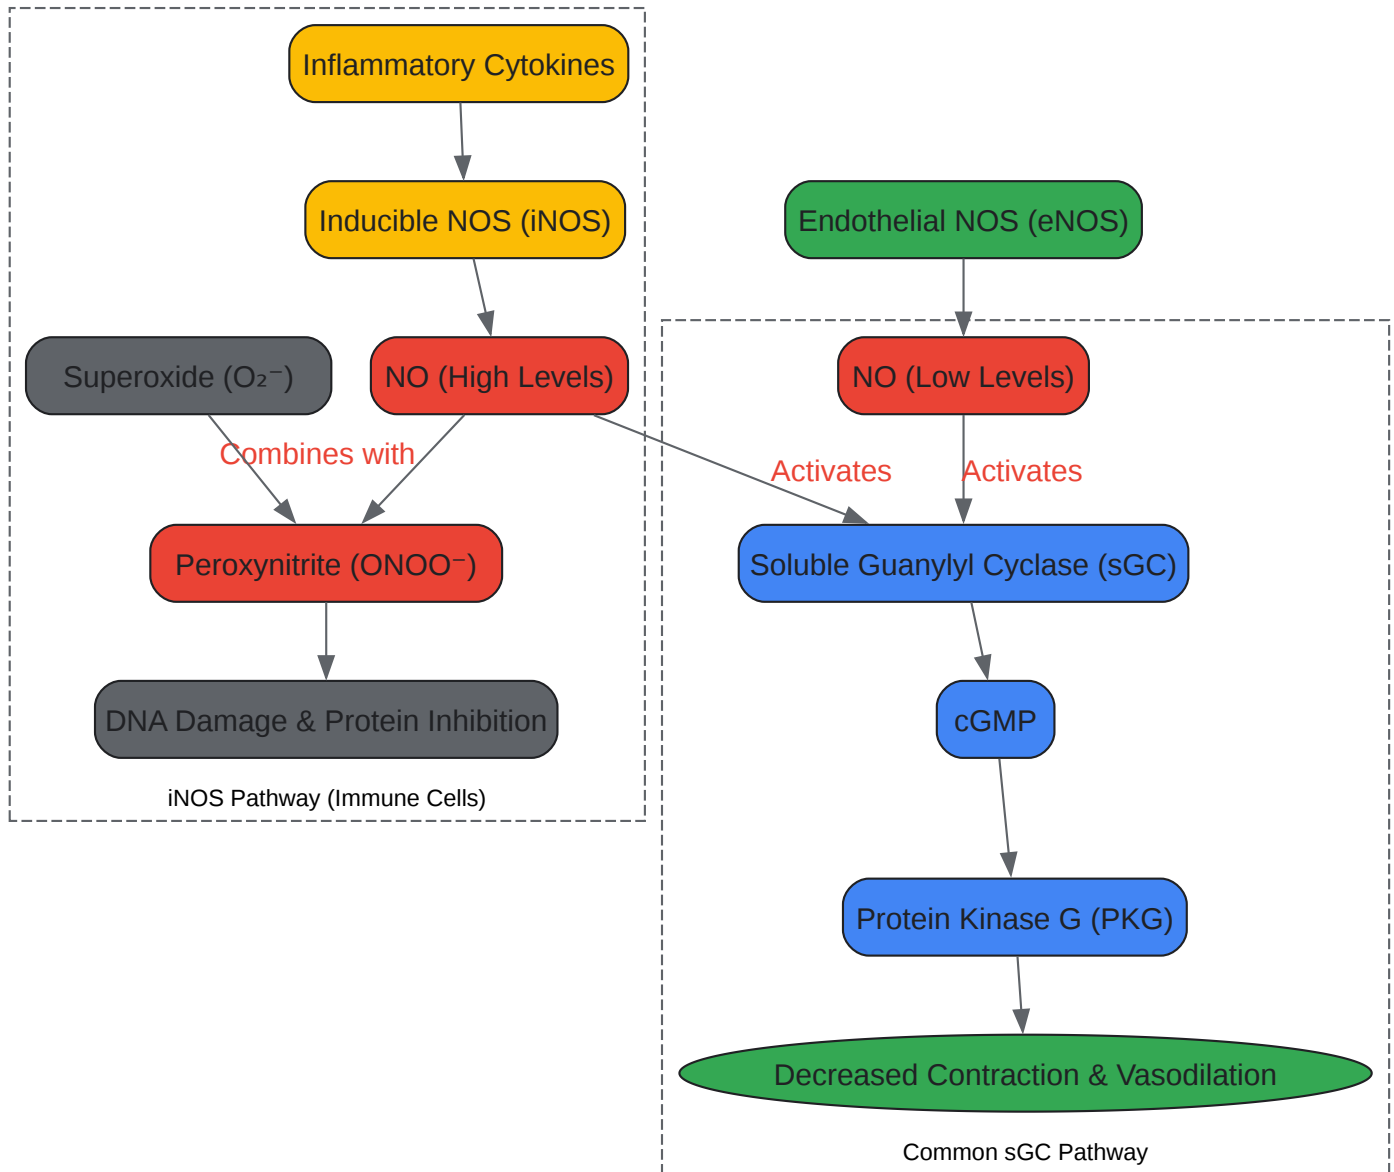 Inflammatory Cytokines
Inducible NOS (iNOS)
Endothelial NOS (eNOS)
Superoxide (O₂⁻)
NO (High Levels)
NO (Low Levels)
Combines with
Activates
Activates
Peroxynitrite (ONOO⁻)
Soluble Guanylyl Cyclase (sGC)
DNA Damage & Protein Inhibition
cGMP
iNOS Pathway (Immune Cells)
Protein Kinase G (PKG)
Decreased Contraction & Vasodilation
Common sGC Pathway